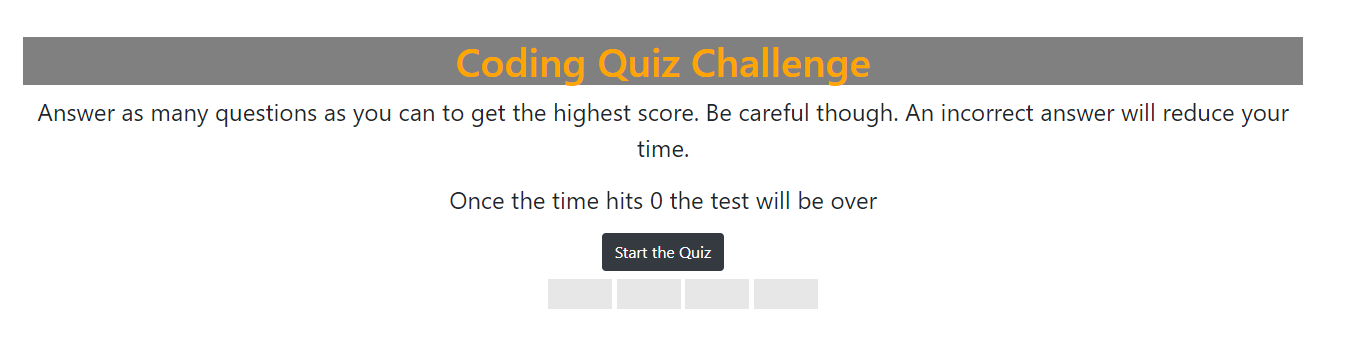 Coding Quiz Challenge
Answer as many questions as you can to get the highest score. Be careful though. An incorrect answer will reduce your
time.
Once the time hits 0 the test will be over
Start the Quiz